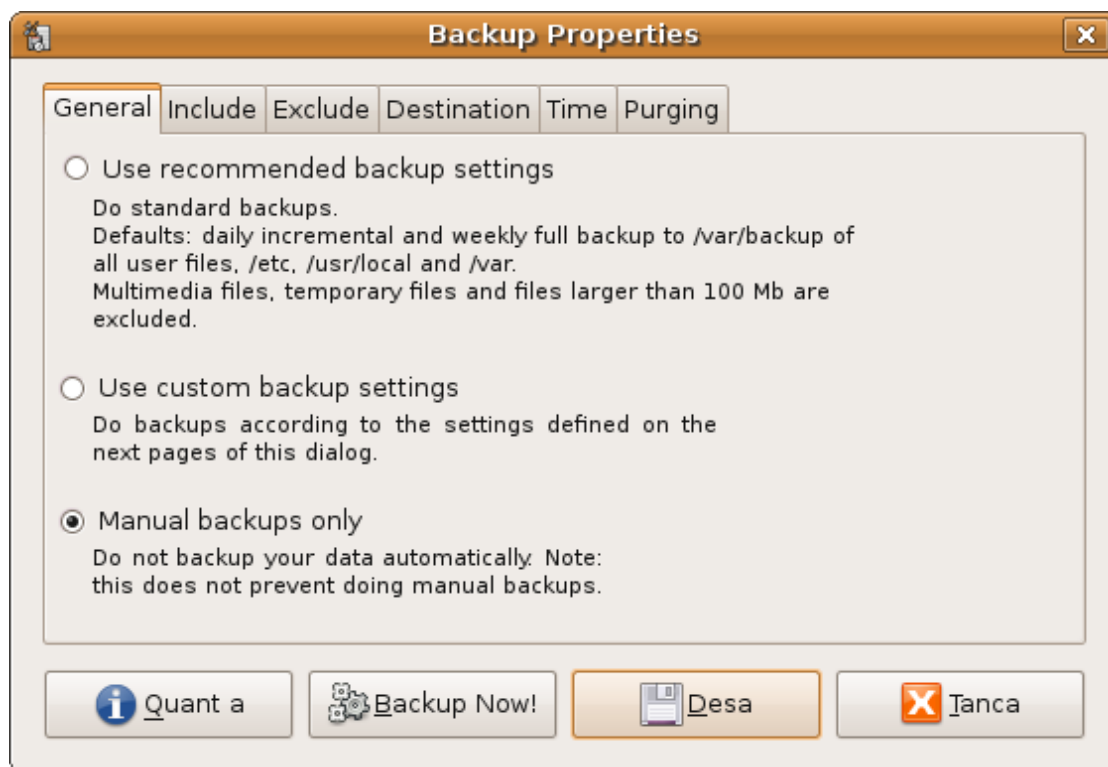 Backup Properties
General Include Exclude Destination Time Purging
Use recommended backup settings
Do standard backups.
Defaults: daily incremental and weekly full backup to /var/backup of
all user files, /etc, /usr/local and /var.
Multimedia files, temporary files and files larger than 100 Mb are
excluded.
Use custom backup settings
Do backups according to the settings defined on the
next pages of this dialog.
Manual backups only
Do not backup your data automatically. Note:
this does not prevent doing manual backups.
Quant a Backup Now! Desa Tanca